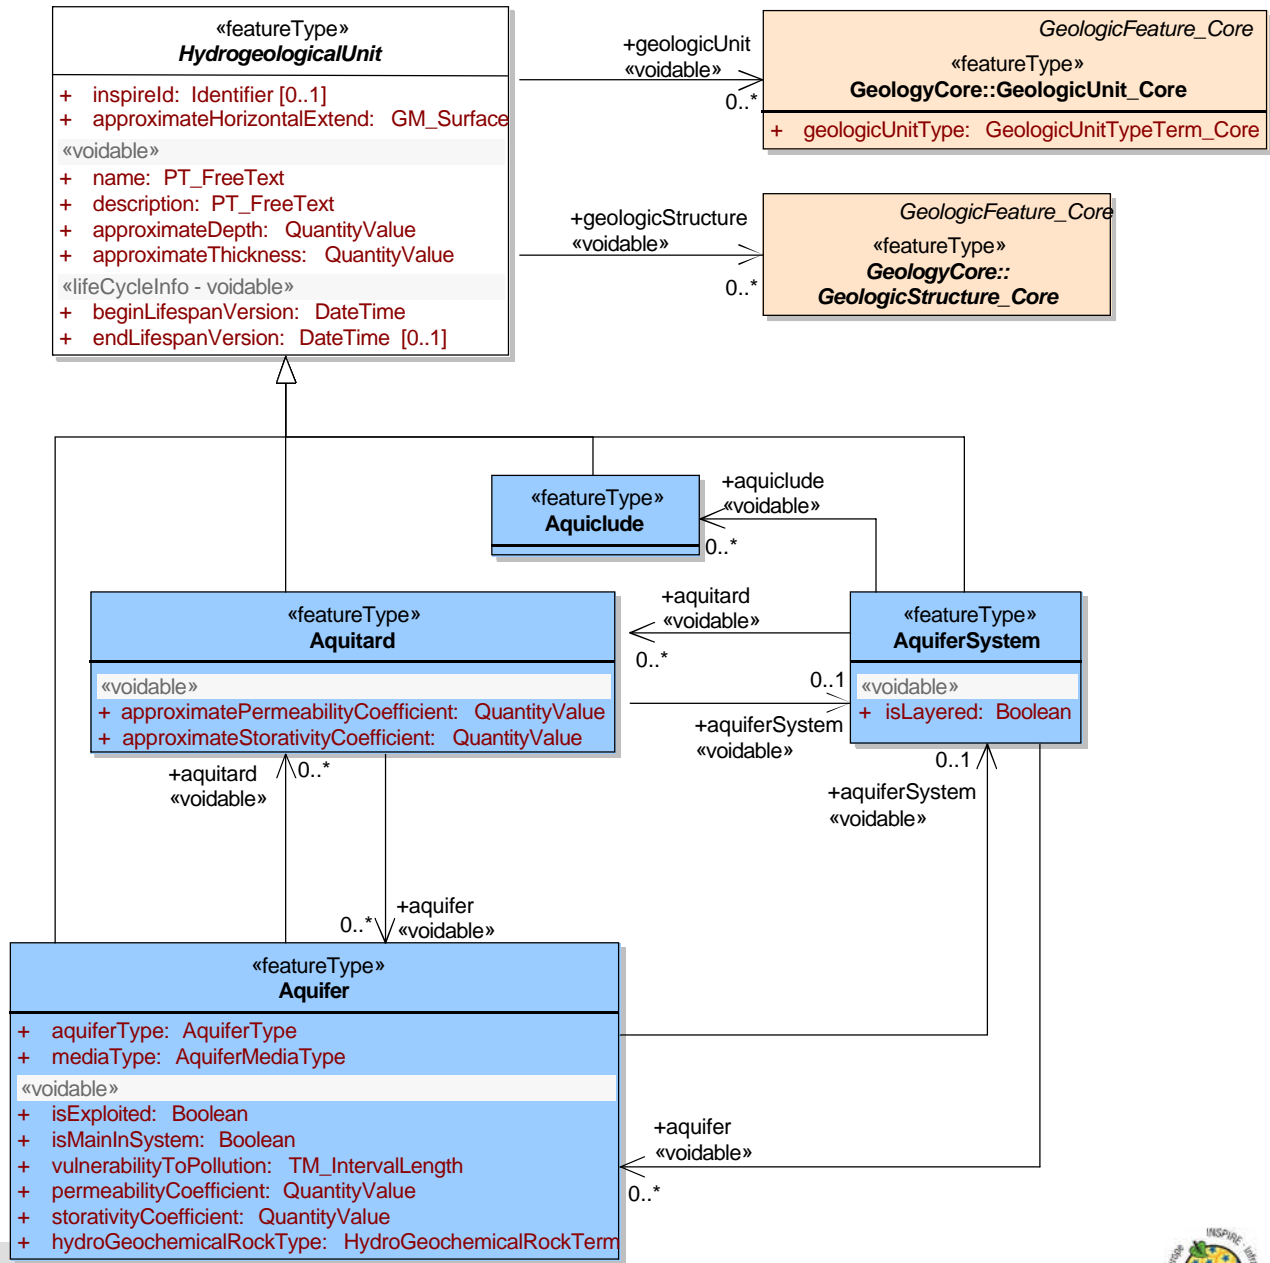 «featureType»
HydrogeologicalUnit
+ inspireId: Identifier [0..1]
+ approximateHorizontalExtend: GM_Surface
«voidable»
+ name: PT_FreeText
+ description: PT_FreeText
+ approximateDepth: QuantityValue
+ approximateThickness: QuantityValue
«lifeCycleInfo - voidable»
+ beginLifespanVersion: DateTime
+ endLifespanVersion: DateTime [0..1]
+geologicUnit
«voidable»
0..*
GeologicFeature_Core
«featureType»
GeologyCore::GeologicUnit_Core
+ geologicUnitType: GeologicUnitTypeTerm_Core
+geologicStructure
«voidable»
0..*
GeologicFeature_Core
«featureType»
GeologyCore::
GeologicStructure_Core
«featureType»
Aquiclude
+aquiclude
«voidable»
0..*
«featureType»
Aquitard
«voidable»
+ approximatePermeabilityCoefficient: QuantityValue
+ approximateStorativityCoefficient: QuantityValue
+aquitard
«voidable»
0..*
0..1
+aquiferSystem
«voidable»
«featureType»
AquiferSystem
«voidable»
+ isLayered: Boolean
+aquitard
«voidable»
0..*
0..1
+aquiferSystem
«voidable»
0..*
+aquifer
«voidable»
«featureType»
Aquifer
+ aquiferType: AquiferType
+ mediaType: AquiferMediaType
«voidable»
+ isExploited: Boolean
+ isMainInSystem: Boolean
+ vulnerabilityToPollution: TM_IntervalLength
+ permeabilityCoefficient: QuantityValue
+ storativityCoefficient: QuantityValue
+ hydroGeochemicalRockType: HydroGeochemicalRockTerm
+aquifer
«voidable»
0..*
INSPIRE